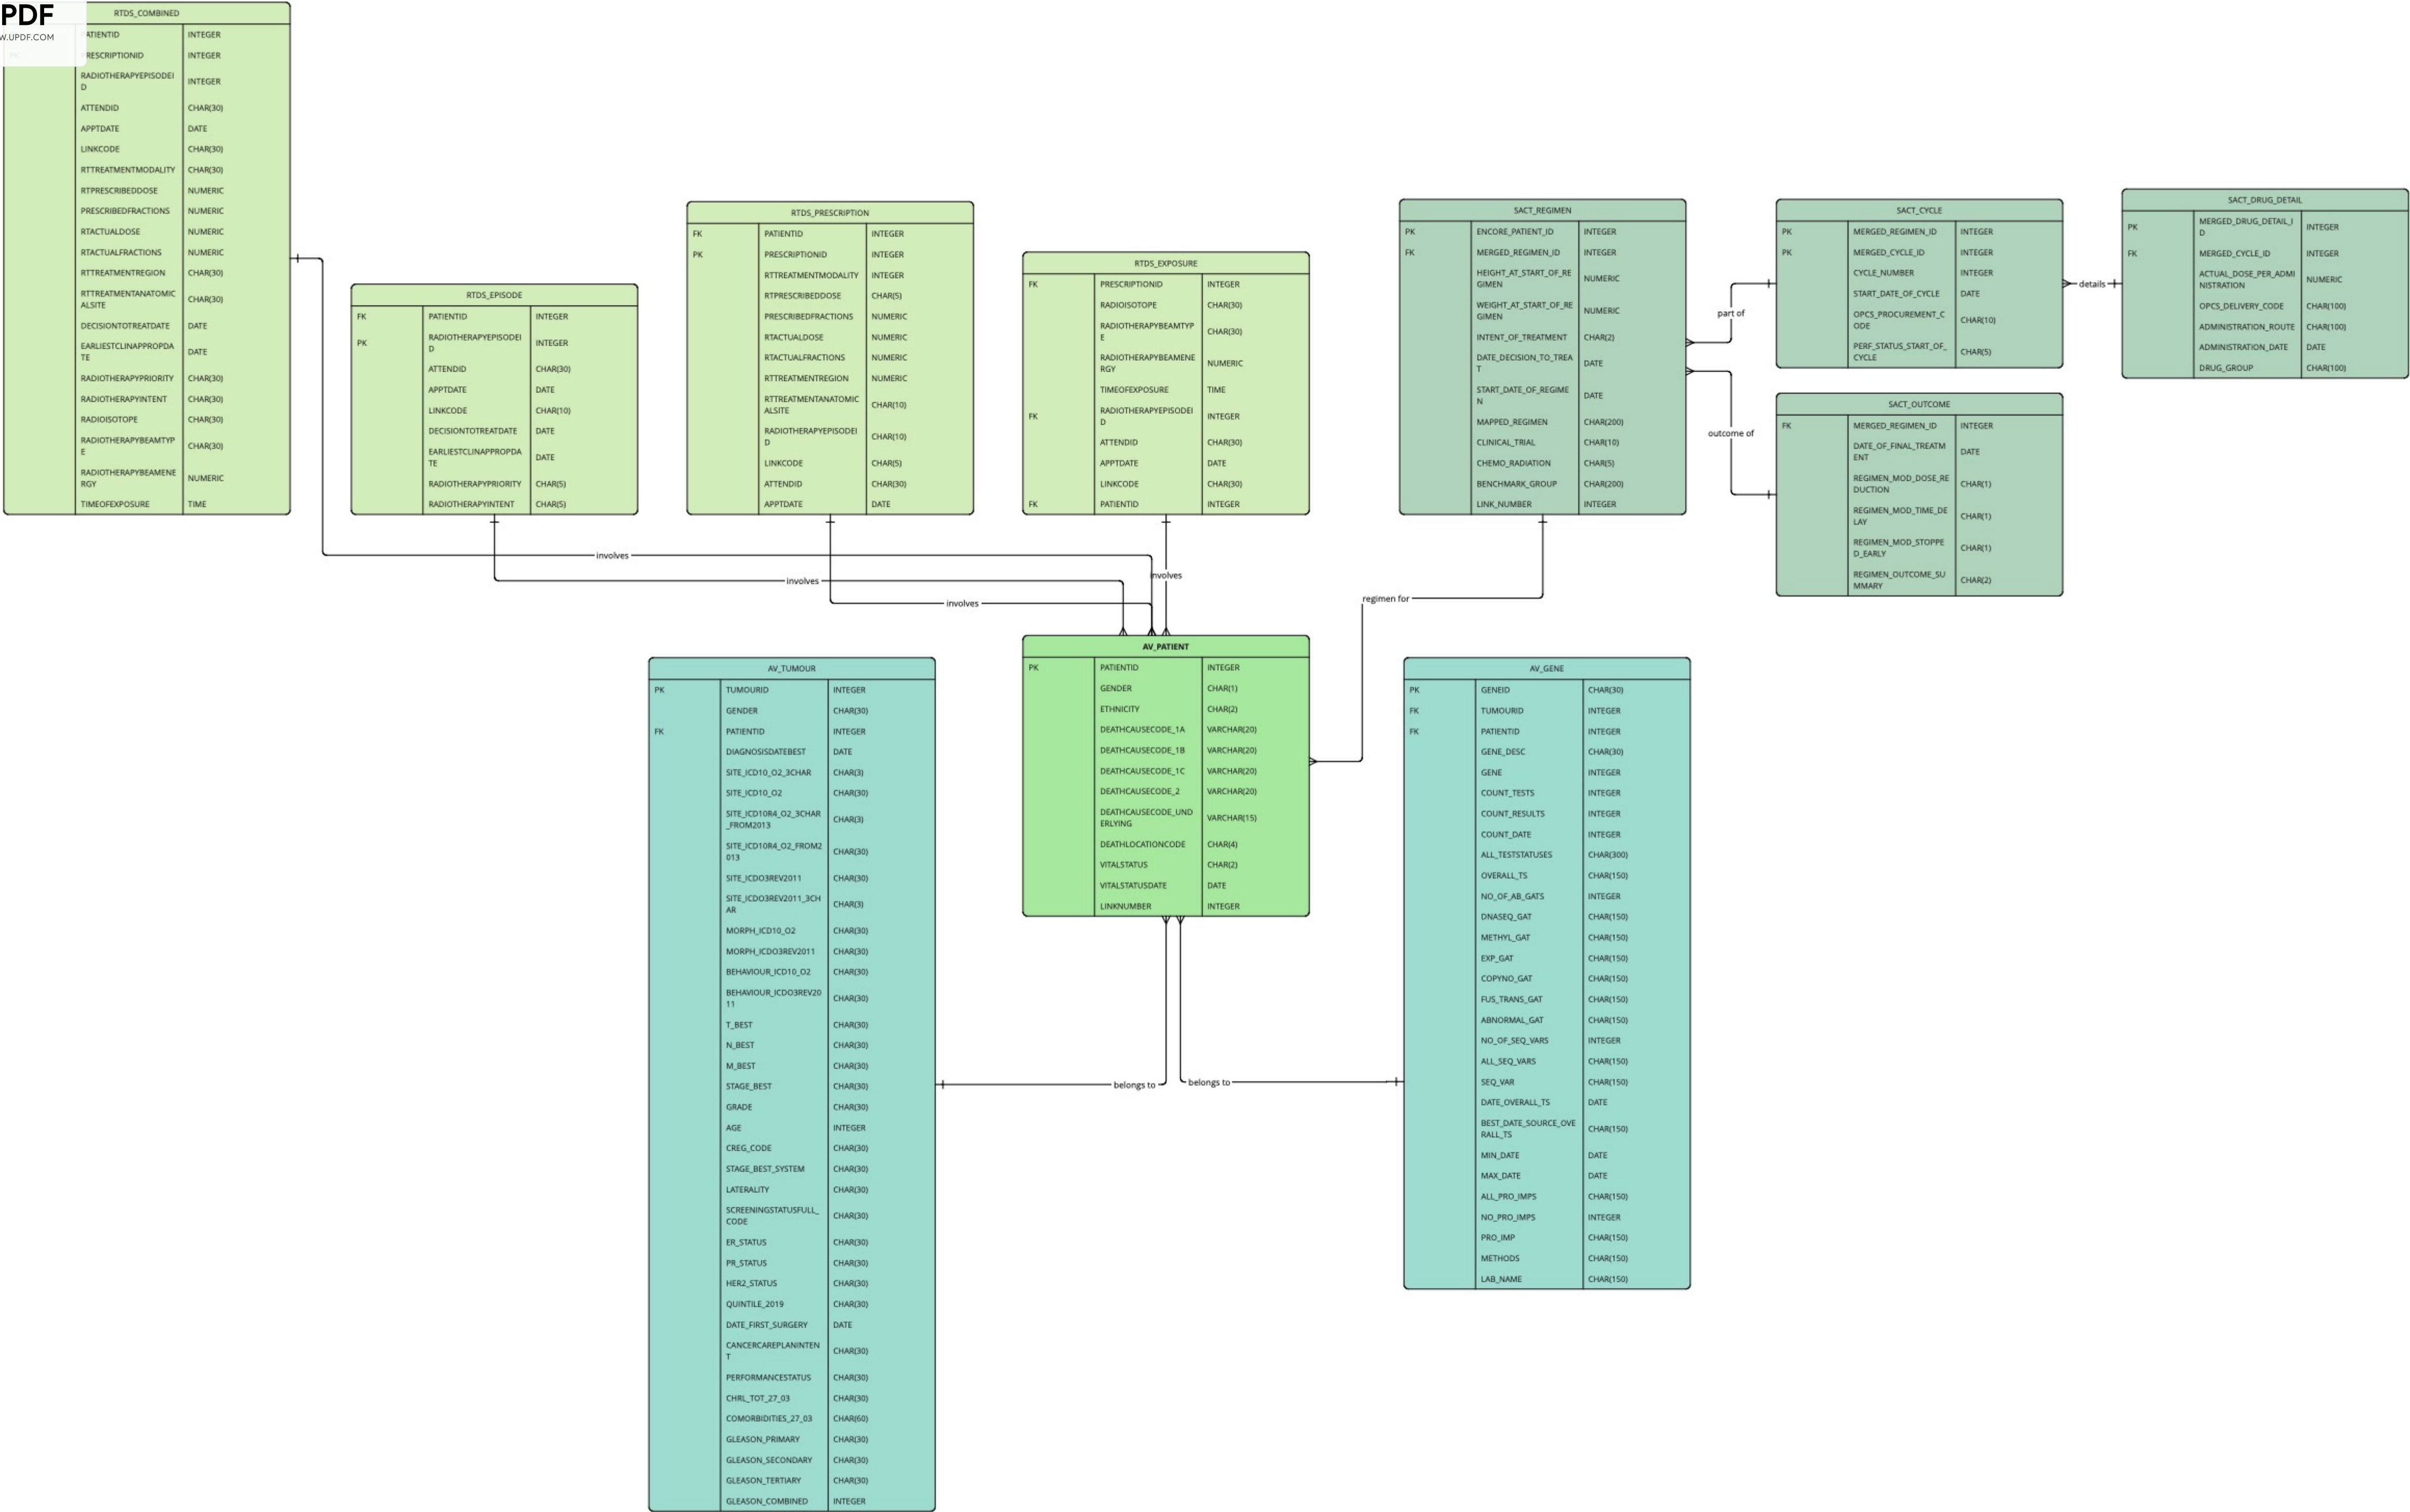 PDF
W.UPDF.COM
RTDS_COMBINED
PATIENTID INTEGER
PK PRESCRIPTIONID INTEGER
RADIOTHERAPYEPISODEI
D
INTEGER
ATTENDID CHAR(30)
APPTDATE DATE
LINKCODE CHAR(30)
RTTREATMENTMODALITY CHAR(30)
RTPRESCRIBEDDOSE NUMERIC
PRESCRIBEDFRACTIONS NUMERIC
RTACTUALDOSE NUMERIC
RTACTUALFRACTIONS NUMERIC
RTTREATMENTREGION CHAR(30)
RTTREATMENTANATOMIC
ALSITE
CHAR(30)
DECISIONTOTREATDATE DATE
EARLIESTCLINAPPROPDA
TE
DATE
RADIOTHERAPYPRIORITY CHAR(30)
RADIOTHERAPYINTENT CHAR(30)
RADIOISOTOPE CHAR(30)
RADIOTHERAPYBEAMTYP
E
CHAR(30)
RADIOTHERAPYBEAMENE
RGY
NUMERIC
TIMEOFEXPOSURE TIME
RTDS_EPISODE
FK PATIENTID INTEGER
PK RADIOTHERAPYEPISODEI
D
INTEGER
ATTENDID CHAR(30)
APPTDATE DATE
LINKCODE CHAR(10)
DECISIONTOTREATDATE DATE
EARLIESTCLINAPPROPDA
TE
DATE
RADIOTHERAPYPRIORITY CHAR(5)
RADIOTHERAPYINTENT CHAR(5)
RTDS_PRESCRIPTION
FK PATIENTID INTEGER
PK PRESCRIPTIONID INTEGER
RTTREATMENTMODALITY INTEGER
RTPRESCRIBEDDOSE CHAR(5)
PRESCRIBEDFRACTIONS NUMERIC
RTACTUALDOSE NUMERIC
RTACTUALFRACTIONS NUMERIC
RTTREATMENTREGION NUMERIC
RTTREATMENTANATOMIC
ALSITE
CHAR(10)
RADIOTHERAPYEPISODEI
D
CHAR(10)
LINKCODE CHAR(5)
ATTENDID CHAR(30)
APPTDATE DATE
RTDS_EXPOSURE
FK PRESCRIPTIONID INTEGER
RADIOISOTOPE CHAR(30)
RADIOTHERAPYBEAMTYP
E
CHAR(30)
RADIOTHERAPYBEAMENE
RGY
NUMERIC
TIMEOFEXPOSURE TIME
FK RADIOTHERAPYEPISODEI
D
INTEGER
ATTENDID CHAR(30)
APPTDATE DATE
LINKCODE CHAR(30)
FK PATIENTID INTEGER
SACT_REGIMEN
PK ENCORE_PATIENT_ID INTEGER
FK MERGED_REGIMEN_ID INTEGER
HEIGHT_AT_START_OF_RE
GIMEN
NUMERIC
WEIGHT_AT_START_OF_RE
GIMEN
NUMERIC
INTENT_OF_TREATMENT CHAR(2)
DATE_DECISION_TO_TREA
T
DATE
START_DATE_OF_REGIME
N
DATE
MAPPED_REGIMEN CHAR(200)
CLINICAL_TRIAL CHAR(10)
CHEMO_RADIATION CHAR(5)
BENCHMARK_GROUP CHAR(200)
LINK_NUMBER INTEGER
part of
outcome of
SACT_CYCLE
PK MERGED_REGIMEN_ID INTEGER
PK MERGED_CYCLE_ID INTEGER
CYCLE_NUMBER INTEGER
START_DATE_OF_CYCLE DATE
OPCS_PROCUREMENT_C
ODE
CHAR(10)
PERF_STATUS_START_OF_
CYCLE
CHAR(5)
details
SACT_DRUG_DETAIL
PK MERGED_DRUG_DETAIL_I
D
INTEGER
FK MERGED_CYCLE_ID INTEGER
ACTUAL_DOSE_PER_ADMI
NISTRATION
NUMERIC
OPCS_DELIVERY_CODE CHAR(100)
ADMINISTRATION_ROUTE CHAR(100)
ADMINISTRATION_DATE DATE
DRUG_GROUP CHAR(100)
SACT_OUTCOME
FK MERGED_REGIMEN_ID INTEGER
DATE_OF_FINAL_TREATM
ENT
DATE
REGIMEN_MOD_DOSE_RE
DUCTION
CHAR(1)
REGIMEN_MOD_TIME_DE
LAY
CHAR(1)
REGIMEN_MOD_STOPPE
D_EARLY
CHAR(1)
REGIMEN_OUTCOME_SU
MMARY
CHAR(2)
involves
involves
involves
involves
regimen for
AV_TUMOUR
PK TUMOURID INTEGER
GENDER CHAR(30)
FK PATIENTID INTEGER
DIAGNOSISDATEBEST DATE
SITE_ICD10_O2_3CHAR CHAR(3)
SITE_ICD10_O2 CHAR(30)
SITE_ICD10R4_O2_3CHAR
_FROM2013
CHAR(3)
SITE_ICD10R4_O2_FROM2
013
CHAR(30)
SITE_ICDO3REV2011 CHAR(30)
SITE_ICDO3REV2011_3CH
AR
CHAR(3)
MORPH_ICD10_O2 CHAR(30)
MORPH_ICDO3REV2011 CHAR(30)
BEHAVIOUR_ICD10_O2 CHAR(30)
BEHAVIOUR_ICDO3REV20
11
CHAR(30)
T_BEST CHAR(30)
N_BEST CHAR(30)
M_BEST CHAR(30)
STAGE_BEST CHAR(30)
GRADE CHAR(30)
AGE INTEGER
CREG_CODE CHAR(30)
STAGE_BEST_SYSTEM CHAR(30)
LATERALITY CHAR(30)
SCREENINGSTATUSFULL_
CODE
CHAR(30)
ER_STATUS CHAR(30)
PR_STATUS CHAR(30)
HER2_STATUS CHAR(30)
QUINTILE_2019 CHAR(30)
DATE_FIRST_SURGERY DATE
CANCERCAREPLANINTEN
T
CHAR(30)
PERFORMANCESTATUS CHAR(30)
CHRL_TOT_27_03 CHAR(30)
COMORBIDITIES_27_03 CHAR(60)
GLEASON_PRIMARY CHAR(30)
GLEASON_SECONDARY CHAR(30)
GLEASON_TERTIARY CHAR(30)
GLEASON_COMBINED INTEGER
AV_PATIENT
PK PATIENTID INTEGER
GENDER CHAR(1)
ETHNICITY CHAR(2)
DEATHCAUSECODE_1A VARCHAR(20)
DEATHCAUSECODE_1B VARCHAR(20)
DEATHCAUSECODE_1C VARCHAR(20)
DEATHCAUSECODE_2 VARCHAR(20)
DEATHCAUSECODE_UND
ERLYING
VARCHAR(15)
DEATHLOCATIONCODE CHAR(4)
VITALSTATUS CHAR(2)
VITALSTATUSDATE DATE
LINKNUMBER INTEGER
belongs to
belongs to
AV_GENE
PK GENEID CHAR(30)
FK TUMOURID INTEGER
FK PATIENTID INTEGER
GENE_DESC CHAR(30)
GENE INTEGER
COUNT_TESTS INTEGER
COUNT_RESULTS INTEGER
COUNT_DATE INTEGER
ALL_TESTSTATUSES CHAR(300)
OVERALL_TS CHAR(150)
NO_OF_AB_GATS INTEGER
DNASEQ_GAT CHAR(150)
METHYL_GAT CHAR(150)
EXP_GAT CHAR(150)
COPYNO_GAT CHAR(150)
FUS_TRANS_GAT CHAR(150)
ABNORMAL_GAT CHAR(150)
NO_OF_SEQ_VARS INTEGER
ALL_SEQ_VARS CHAR(150)
SEQ_VAR CHAR(150)
DATE_OVERALL_TS DATE
BEST_DATE_SOURCE_OVE
RALL_TS
CHAR(150)
MIN_DATE DATE
MAX_DATE DATE
ALL_PRO_IMPS CHAR(150)
NO_PRO_IMPS INTEGER
PRO_IMP CHAR(150)
METHODS CHAR(150)
LAB_NAME CHAR(150)